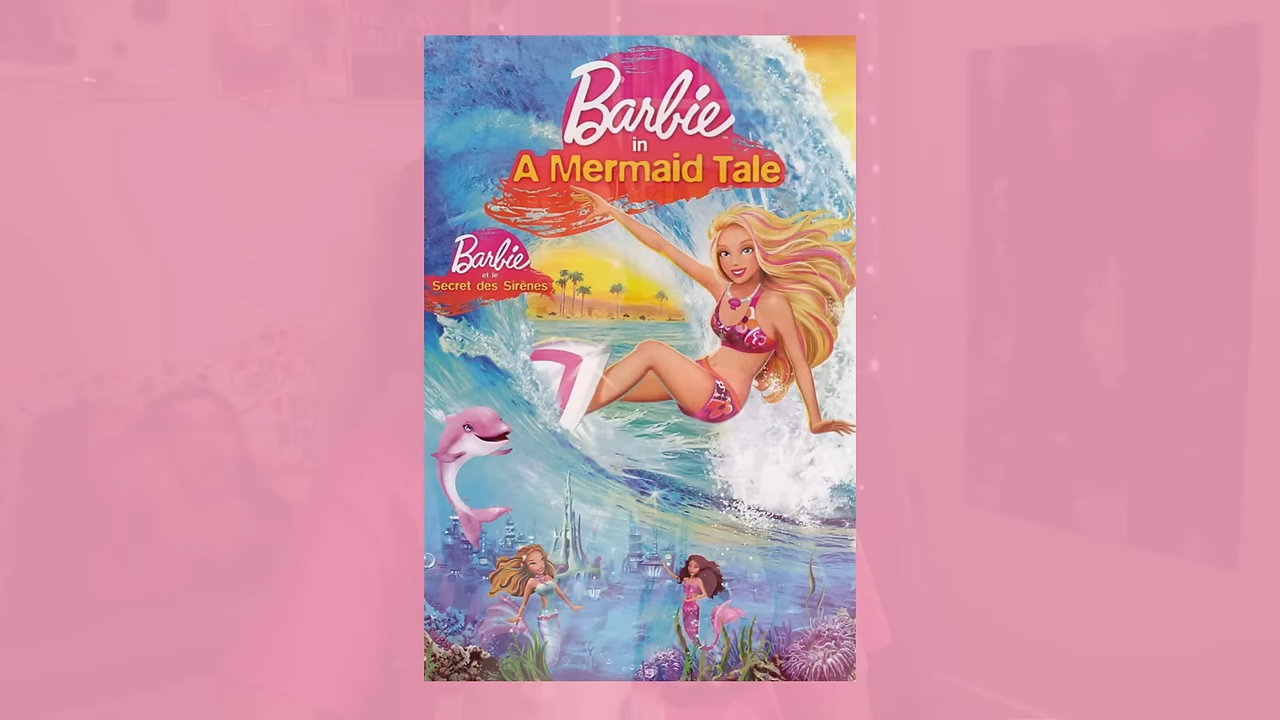 Barbie
in
A Mermaid Tale
Barbie
et le
Secret des Sirènes